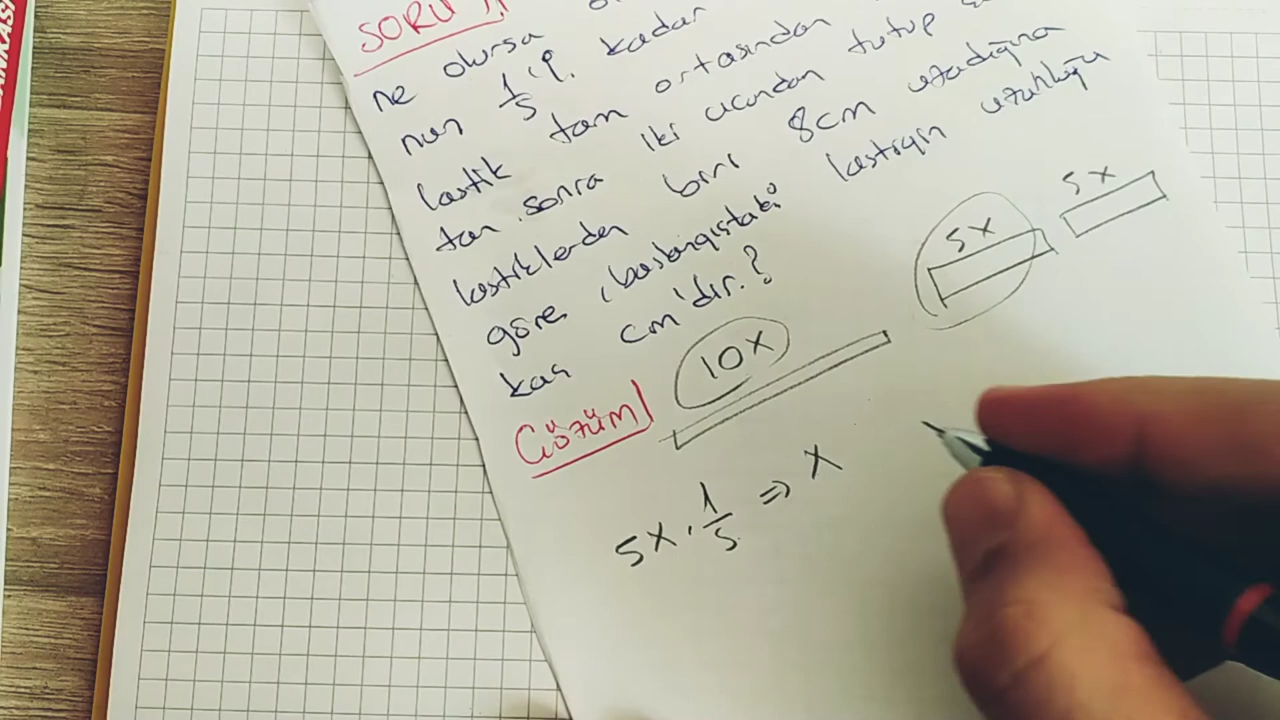 SORU
ne olursa
nun 1/5 'i kadar
lastik tam ortasından
tan sonra iki ucundan tutup
lastiklerden biri 8cm uzadığına
göre, başlangıçtaki lastiğin uzunluğu
kaç cm'dir.?
Çözüm
10x
5x
5x
5x . 1/5 => x